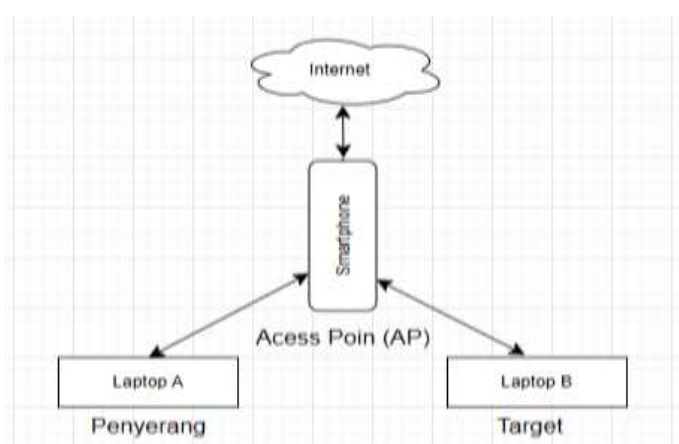 Internet
Smartphone
Acess Poin (AP)
Laptop A
Laptop B
Penyerang
Target